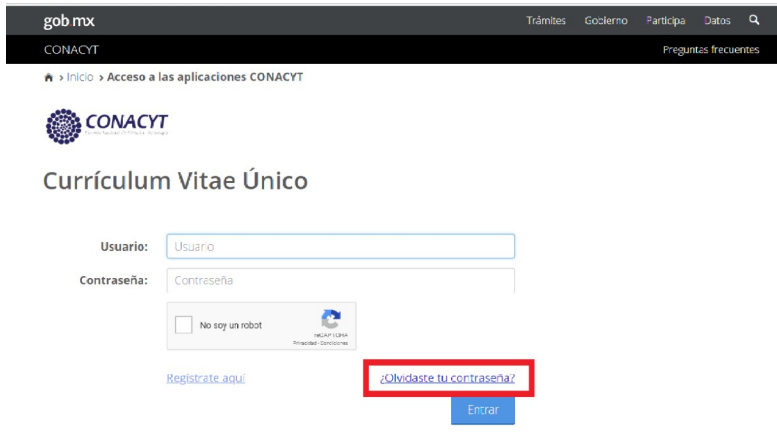 gob mx
Trámites Gobierno Participa Datos
CONACYT
Preguntas frecuentes
> Inicio > Acceso a las aplicaciones CONACYT
CONACYT
Currículum Vitae Único
Usuario: Usuario
Contraseña: Contraseña
No soy un robot
reCAPTCHA
Privacidad - Condiciones
Registrate aquí ¿Olvidaste tu contraseña?
Entrar